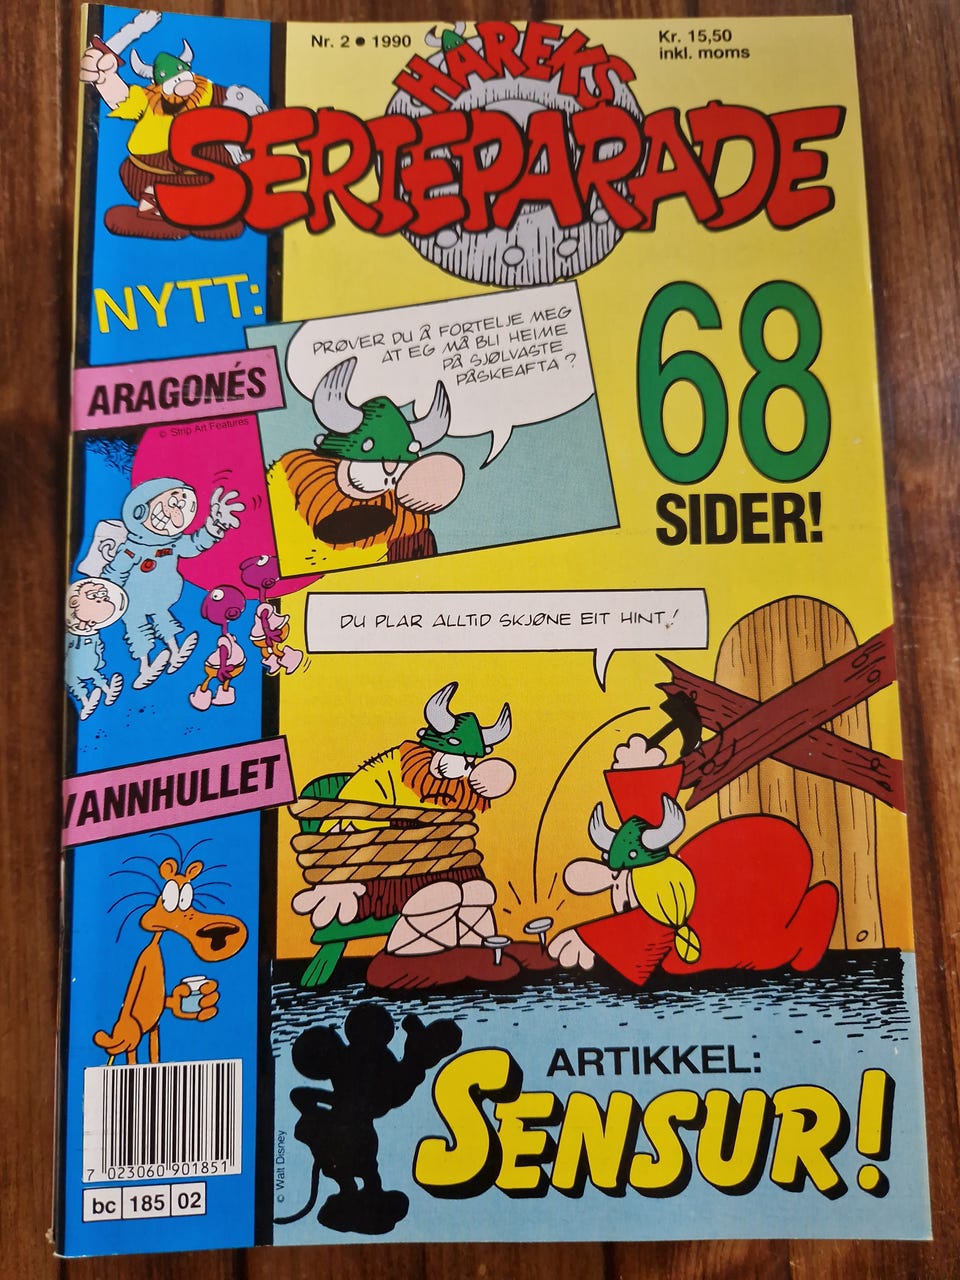 Nr. 2 ● 1990
Kr. 15,50
inkl. moms
HAREKS
SERIEPARADE
NYTT:
ARAGONÉS
© Strip Art Features
PRØVER DU Å FORTELJE MEG
AT EG MÅ BLI HEIME
PÅ SJØLVASTE
PÅSKEAFTA?
68
SIDER!
DU PLAR ALLTID SKJØNE EIT HINT!
VANNHULLET
ARTIKKEL:
SENSUR!
© Walt Disney
7 023060 901851
bc 185 02